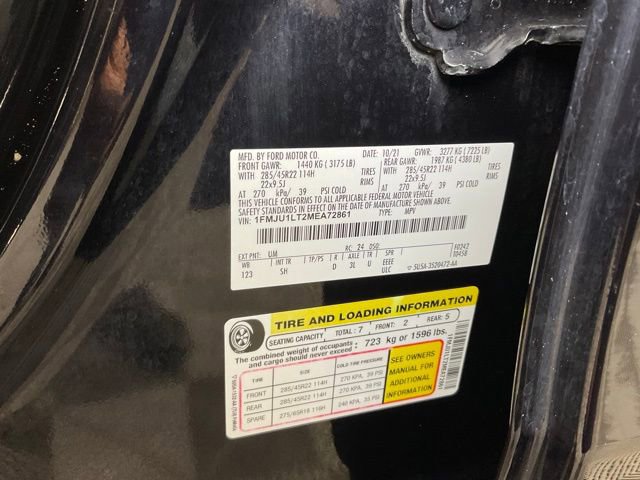 MFD. BY FORD MOTOR CO.
10/21 GVWR: 3277 KG ( 7225 LB)
FRONT GAWR: 1440 KG ( 3175 LB) REAR GAWR: 1987 KG ( 4380 LB)
WITH 285/45R22 114H TIRES WITH 285/45R22 114H TIRES
22x9.5J RIMS 22x9.5J RIMS
AT 270 kPa/ 39 PSI COLD AT 270 kPa/ 39 PSI COLD
THIS VEHICLE CONFORMS TO ALL APPLICABLE FEDERAL MOTOR VEHICLE
SAFETY STANDARDS IN EFFECT ON THE DATE OF MANUFACTURE SHOWN ABOVE.
VIN: 1FMJU1LT2MEA72861 TYPE: MPV
EXT PNT: UM RC: 24 DSO: F0242
WB INT TR TP/PS R AXLE TR SPR T0458
123 SH D 3L U EEEE
ULC ▽ 5U5A-3520472-AA
TIRE AND LOADING INFORMATION
SEATING CAPACITY TOTAL: 7 FRONT: 2 REAR: 5
The combined weight of occupants and cargo should never exceed: 723 kg or 1596 lbs.
TIRE SIZE COLD TIRE PRESSURE
FRONT 285/45R22 114H 270 KPA, 39 PSI
REAR 285/45R22 114H 270 KPA, 39 PSI
SPARE 275/65R18 116H 240 KPA, 35 PSI
SEE OWNERS
MANUAL FOR
ADDITIONAL
INFORMATION
1FMJU1LT2MEA72861